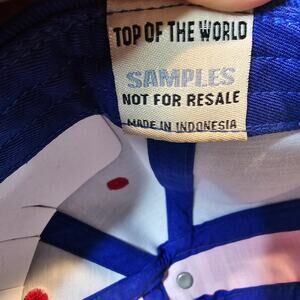 TOP OF THE WORLD
SAMPLES
NOT FOR RESALE
MADE IN INDONESIA